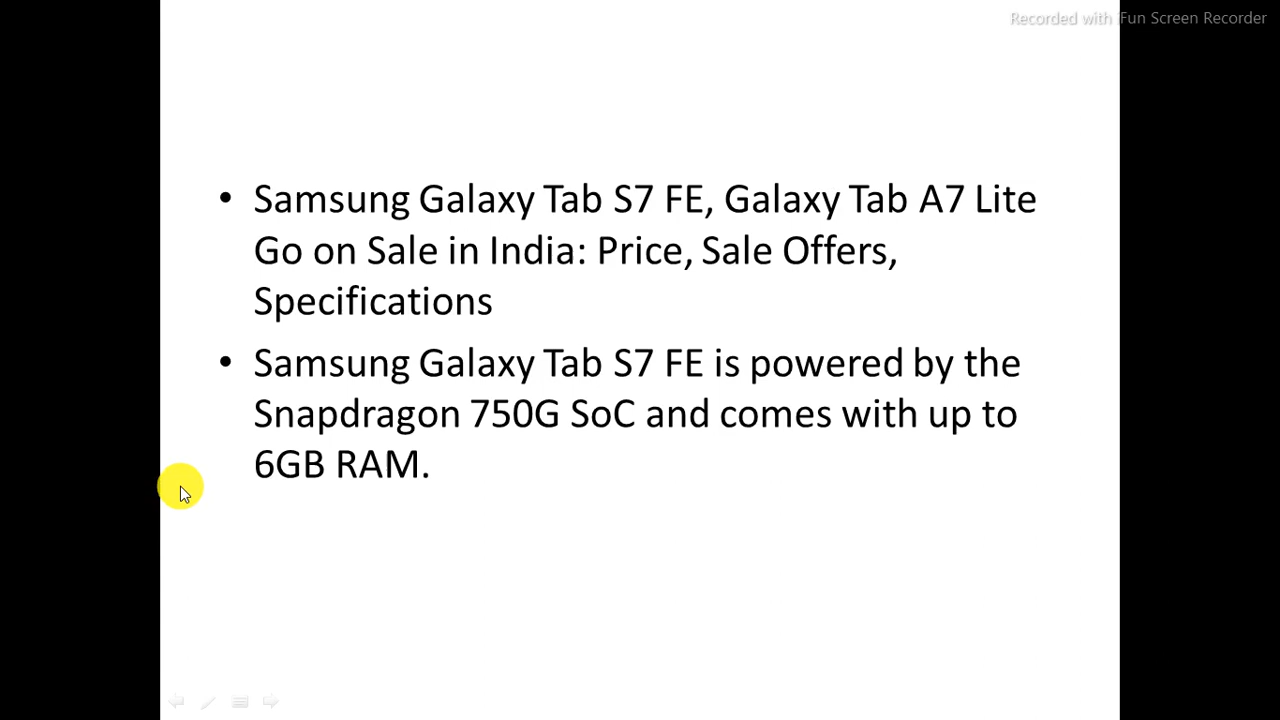 Recorded with iFun Screen Recorder
• Samsung Galaxy Tab S7 FE, Galaxy Tab A7 Lite
Go on Sale in India: Price, Sale Offers,
Specifications
• Samsung Galaxy Tab S7 FE is powered by the
Snapdragon 750G SoC and comes with up to
6GB RAM.